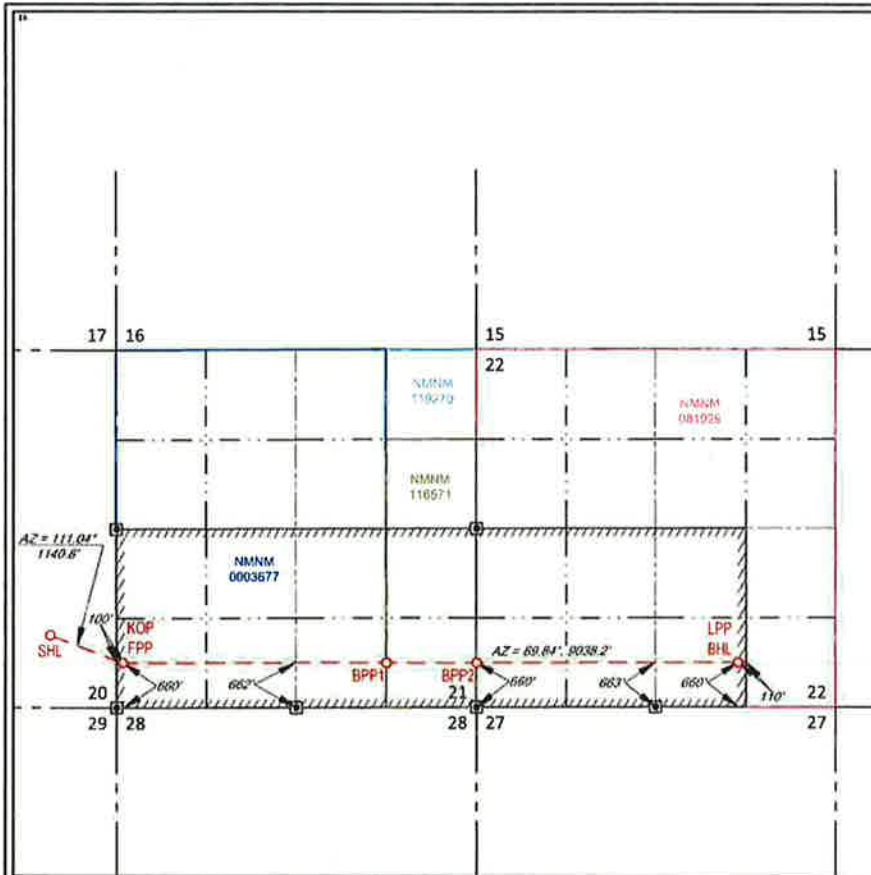 17 16
15
15
22
NMNM
119270
NMNM
081926
NMNM
116571
AZ = 111.04°
1140.6'
NMNM
0003677
100'
KOP
FPP
LPP
BHL
SHL
AZ = 69.84°, 9038.2'
BPP1
BPP2
660'
662'
660'
663'
660'
110'
20
21
22
29 28
28 27
27